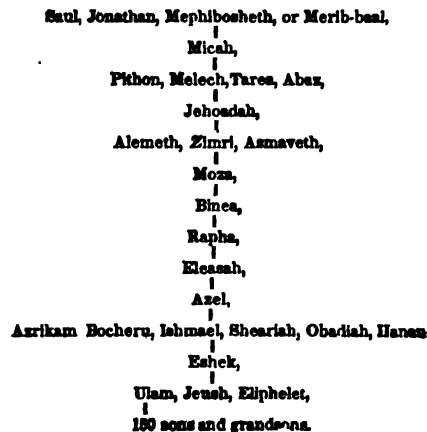 Saul, Jonathan, Mephibosheth, or Merib-baal,
Micah,
Pithon, Melech, Tarea, Ahaz,
Jehoadah,
Alemeth, Zimri, Asmaveth,
Moza,
Binea,
Rapha,
Eleasah,
Azel,
Azrikam Bocheru, Ishmael, Sheariah, Obadiah, Hanan
Eshek,
Ulam, Jeush, Eliphelet,
150 sons and grandsons.